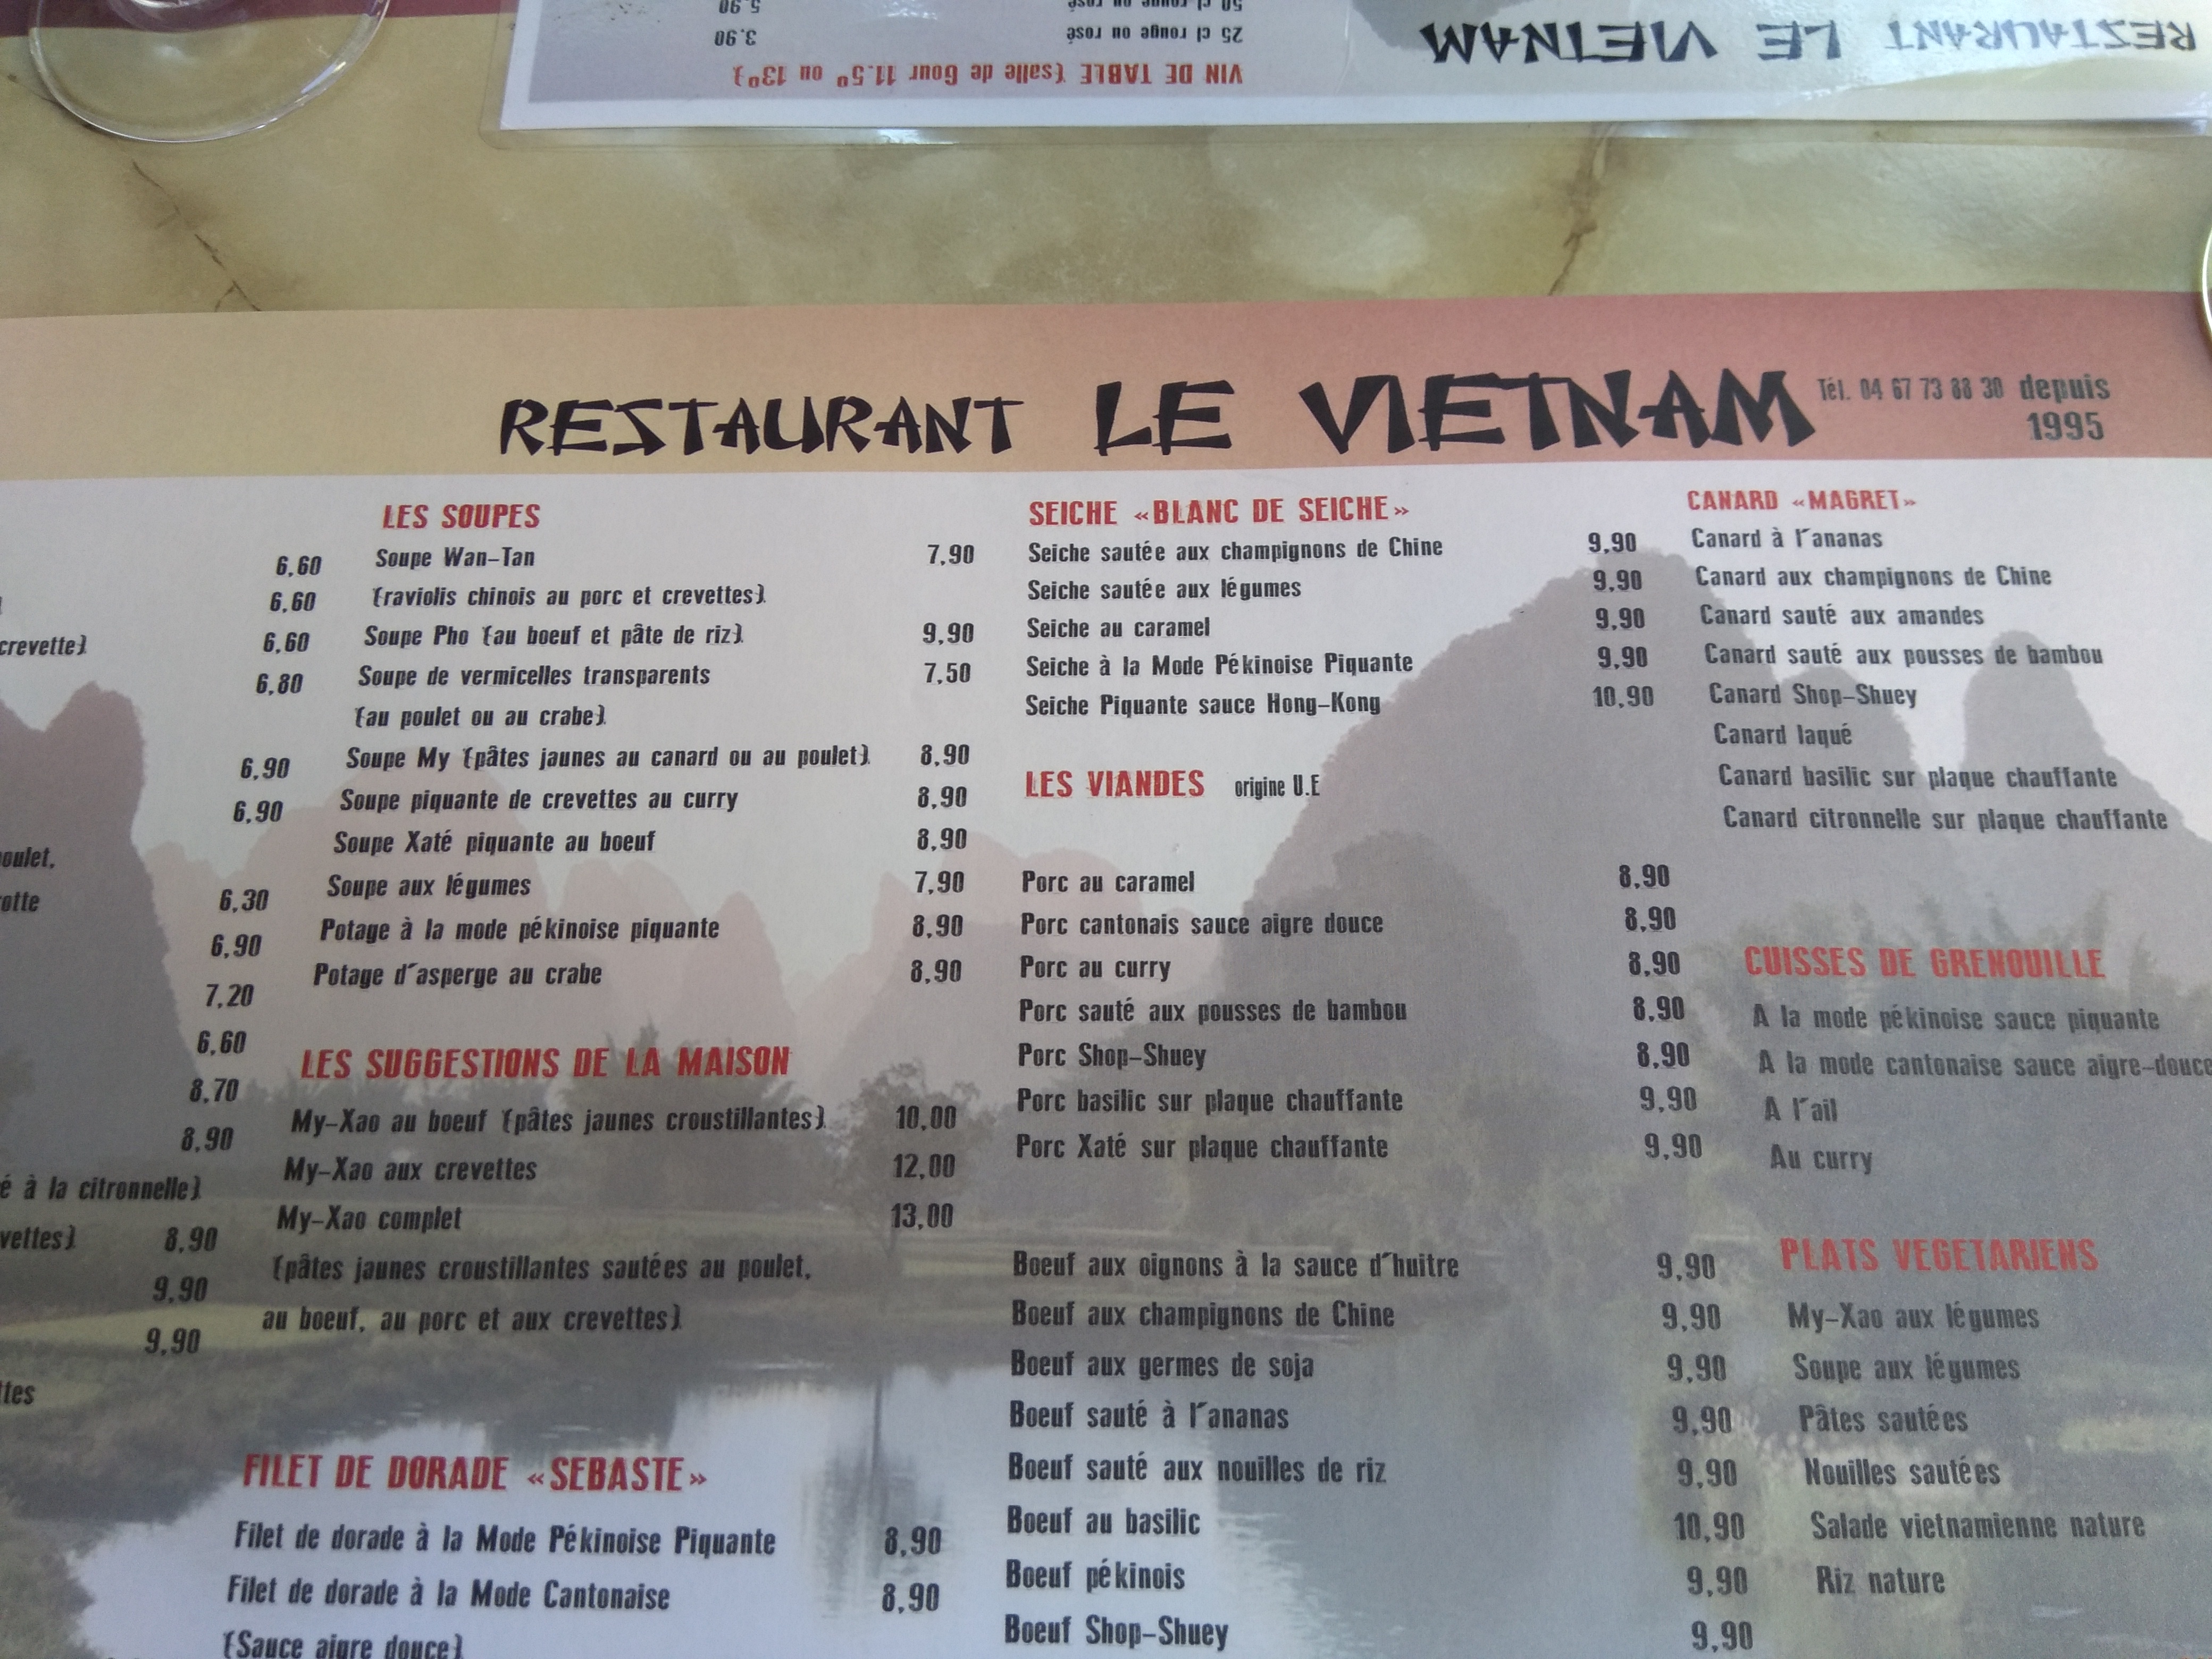 5.90
50 cl rouge ou rosé
3.90
25 cl rouge ou rosé
VIN DE TABLE (salle de Gour 11.5° ou 13°)
RESTAURANT LE VIETNAM
RESTAURANT LE VIETNAM
Tél. 04 67 73 88 30 depuis
1995
6,60
6,60
crevette)
6,60
6,80
6,90
6,90
oulet,
otte
6,30
6,90
7,20
6,60
8,70
8,90
é à la citronnelle)
vettes) 8,90
9,90
9,90
ttes
LES SOUPES
Soupe Wan-Tan 7,90
(raviolis chinois au porc et crevettes)
Soupe Pho (au boeuf et pâte de riz) 9,90
Soupe de vermicelles transparents 7,50
(au poulet ou au crabe)
Soupe My (pâtes jaunes au canard ou au poulet) 8,90
Soupe piquante de crevettes au curry 8,90
Soupe Xaté piquante au boeuf 8,90
Soupe aux légumes 7,90
Potage à la mode pékinoise piquante 8,90
Potage d'asperge au crabe 8,90
LES SUGGESTIONS DE LA MAISON
My-Xao au boeuf (pâtes jaunes croustillantes) 10,00
My-Xao aux crevettes 12,00
My-Xao complet 13,00
(pâtes jaunes croustillantes sautées au poulet,
au boeuf, au porc et aux crevettes)
FILET DE DORADE «SEBASTE»
Filet de dorade à la Mode Pékinoise Piquante 8,90
Filet de dorade à la Mode Cantonaise 8,90
(Sauce aigre douce)
SEICHE «BLANC DE SEICHE»
Seiche sautée aux champignons de Chine 9,90
Seiche sautée aux légumes 9,90
Seiche au caramel 9,90
Seiche à la Mode Pékinoise Piquante 9,90
Seiche Piquante sauce Hong-Kong 10,90
LES VIANDES origine U.E
Porc au caramel 8,90
Porc cantonais sauce aigre douce 8,90
Porc au curry 8,90
Porc sauté aux pousses de bambou 8,90
Porc Shop-Shuey 8,90
Porc basilic sur plaque chauffante 9,90
Porc Xaté sur plaque chauffante 9,90
Boeuf aux oignons à la sauce d'huitre 9,90
Boeuf aux champignons de Chine 9,90
Boeuf aux germes de soja 9,90
Boeuf sauté à l'ananas 9,90
Boeuf sauté aux nouilles de riz 9,90
Boeuf au basilic 10,90
Boeuf pékinois 9,90
Boeuf Shop-Shuey 9,90
CANARD «MAGRET»
Canard à l'ananas
Canard aux champignons de Chine
Canard sauté aux amandes
Canard sauté aux pousses de bambou
Canard Shop-Shuey
Canard laqué
Canard basilic sur plaque chauffante
Canard citronnelle sur plaque chauffante
CUISSES DE GRENOUILLE
A la mode pékinoise sauce piquante
A la mode cantonaise sauce aigre-douce
A l'ail
Au curry
PLATS VEGETARIENS
My-Xao aux légumes
Soupe aux légumes
Pâtes sautées
Nouilles sautées
Salade vietnamienne nature
Riz nature